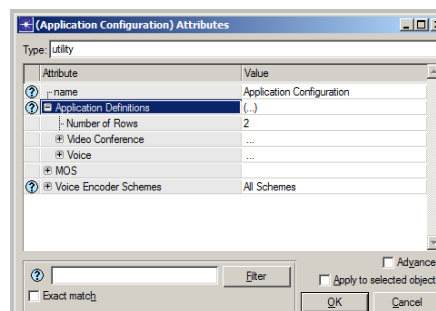 (Application Configuration) Attributes
Type: utility
Attribute Value
name Application Configuration
Application Definitions (...)
Number of Rows 2
Video Conference ...
Voice ...
MOS
Voice Encoder Schemes All Schemes
Advance
Filter Apply to selected object
Exact match
OK Cancel